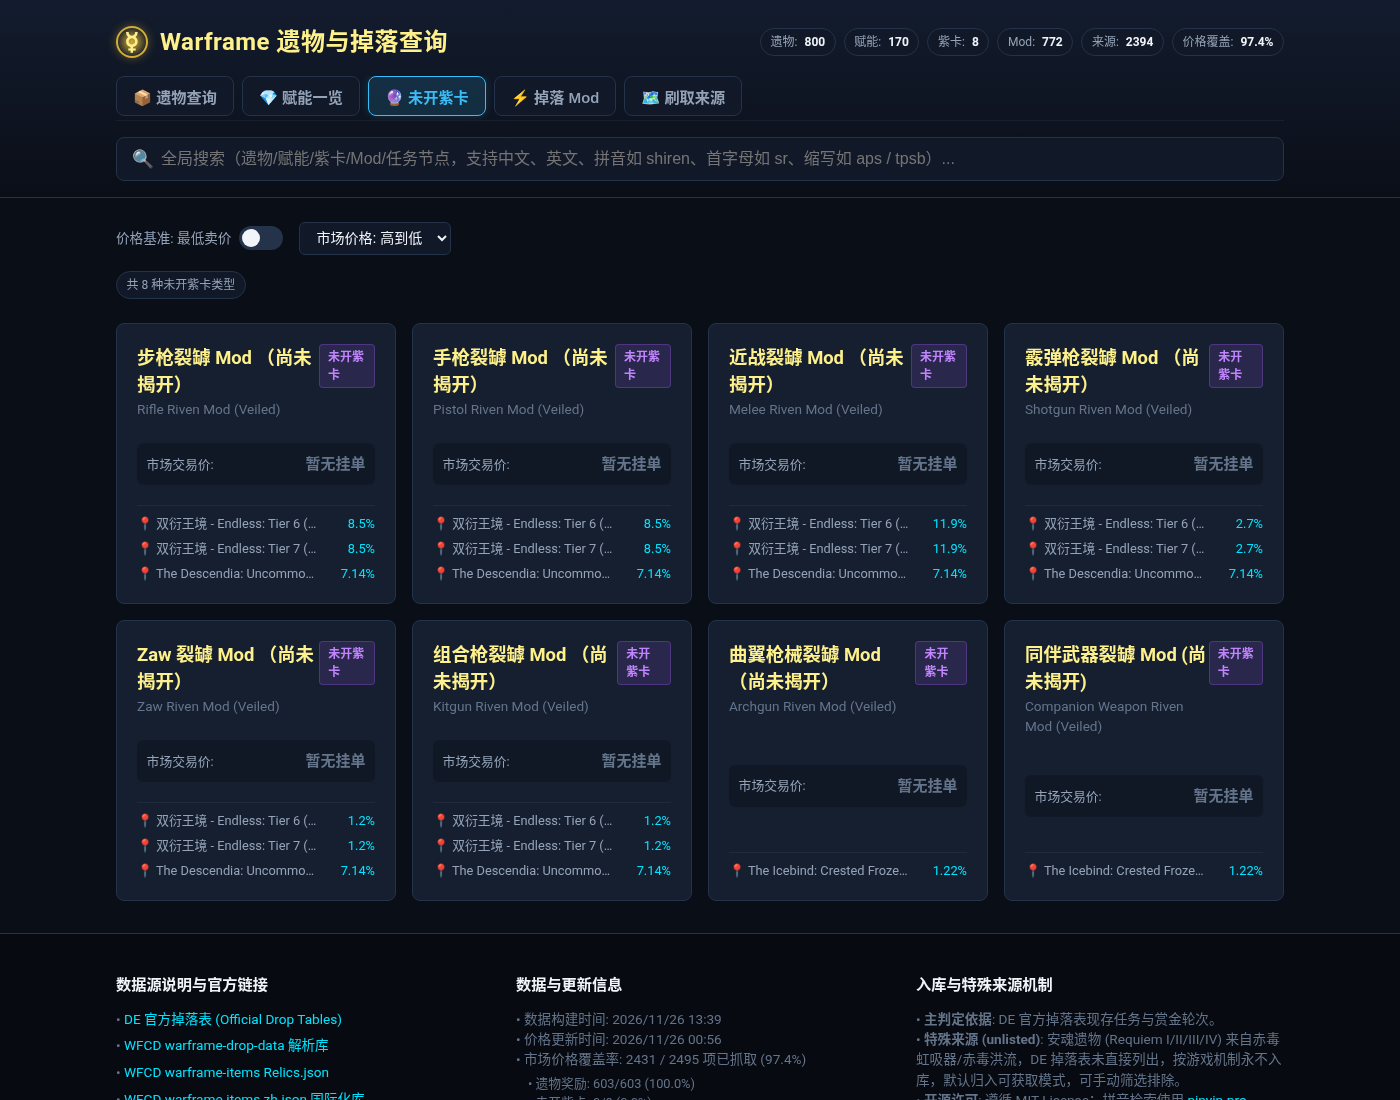 Warframe 遗物与掉落查询
遗物: 800
赋能: 170
紫卡: 8
Mod: 772
来源: 2394
价格覆盖: 97.4%
📦 遗物查询
💎 赋能一览
🔮 未开紫卡
⚡ 掉落 Mod
🗺️ 刷取来源
🔍 全局搜索（遗物/赋能/紫卡/Mod/任务节点，支持中文、英文、拼音如 shiren、首字母如 sr、缩写如 aps / tpsb）...
价格基准: 最低卖价
市场价格: 高到低
共 8 种未开紫卡类型
步枪裂罅 Mod （尚未
揭开）
未开紫
卡
Rifle Riven Mod (Veiled)
市场交易价:
暂无挂单
📍 双衍王境 - Endless: Tier 6 (... 8.5%
📍 双衍王境 - Endless: Tier 7 (... 8.5%
📍 The Descendia: Uncommo... 7.14%
手枪裂罅 Mod （尚未
揭开）
未开紫
卡
Pistol Riven Mod (Veiled)
市场交易价:
暂无挂单
📍 双衍王境 - Endless: Tier 6 (... 8.5%
📍 双衍王境 - Endless: Tier 7 (... 8.5%
📍 The Descendia: Uncommo... 7.14%
近战裂罅 Mod （尚未
揭开）
未开紫
卡
Melee Riven Mod (Veiled)
市场交易价:
暂无挂单
📍 双衍王境 - Endless: Tier 6 (... 11.9%
📍 双衍王境 - Endless: Tier 7 (... 11.9%
📍 The Descendia: Uncommo... 7.14%
霰弹枪裂罅 Mod （尚
未揭开）
未开
紫卡
Shotgun Riven Mod (Veiled)
市场交易价:
暂无挂单
📍 双衍王境 - Endless: Tier 6 (... 2.7%
📍 双衍王境 - Endless: Tier 7 (... 2.7%
📍 The Descendia: Uncommo... 7.14%
Zaw 裂罅 Mod （尚未
揭开）
未开紫
卡
Zaw Riven Mod (Veiled)
市场交易价:
暂无挂单
📍 双衍王境 - Endless: Tier 6 (... 1.2%
📍 双衍王境 - Endless: Tier 7 (... 1.2%
📍 The Descendia: Uncommo... 7.14%
组合枪裂罅 Mod （尚
未揭开）
未开
紫卡
Kitgun Riven Mod (Veiled)
市场交易价:
暂无挂单
📍 双衍王境 - Endless: Tier 6 (... 1.2%
📍 双衍王境 - Endless: Tier 7 (... 1.2%
📍 The Descendia: Uncommo... 7.14%
曲翼枪械裂罅 Mod
（尚未揭开）
未开
紫卡
Archgun Riven Mod (Veiled)
市场交易价:
暂无挂单
📍 The Icebind: Crested Froze... 1.22%
同伴武器裂罅 Mod (尚
未揭开)
未开紫
卡
Companion Weapon Riven
Mod (Veiled)
市场交易价:
暂无挂单
📍 The Icebind: Crested Froze... 1.22%
数据源说明与官方链接
• DE 官方掉落表 (Official Drop Tables)
• WFCD warframe-drop-data 解析库
• WFCD warframe-items Relics.json
• WFCD warframe-items zh.json 国际化库
数据与更新信息
• 数据构建时间: 2026/11/26 13:39
• 价格更新时间: 2026/11/26 00:56
• 市场价格覆盖率: 2431 / 2495 项已抓取 (97.4%)
• 遗物奖励: 603/603 (100.0%)
入库与特殊来源机制
• 主判定依据: DE 官方掉落表现存任务与赏金轮次。
• 特殊来源 (unlisted): 安魂遗物 (Requiem I/II/III/IV) 来自赤毒
虹吸器/赤毒洪流，DE 掉落表未直接列出，按游戏机制永不入
库，默认归入可获取模式，可手动筛选排除。
• 开源许可: 遵循 MIT License；拼音检索使用 pinyin-pro